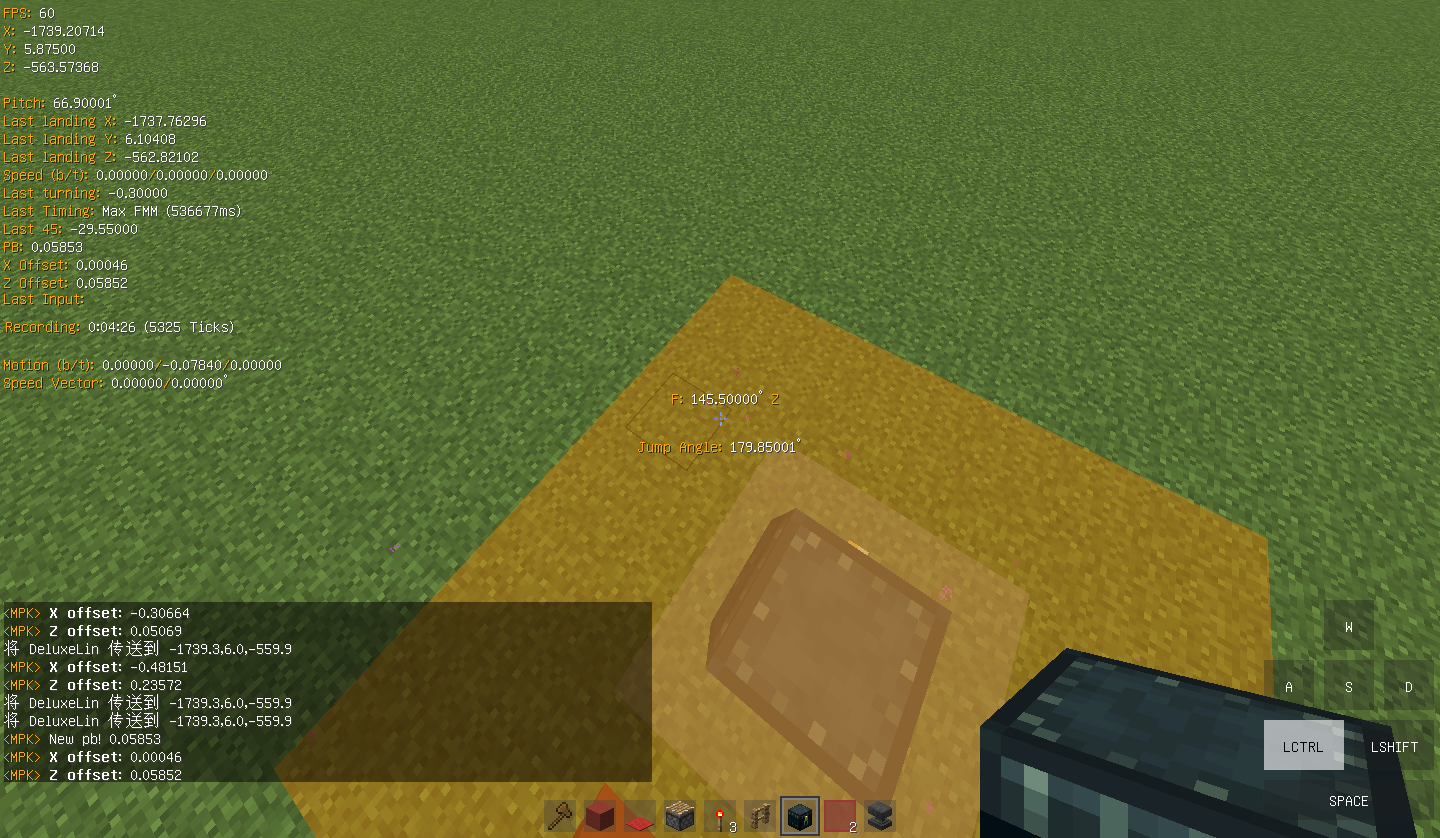 FPS: 60
X: -1739.20714
Y: 5.87500
Z: -563.57368
Pitch: 66.90001°
Last landing X: -1737.76296
Last landing Y: 6.10408
Last landing Z: -562.82102
Speed (b/t): 0.00000/0.00000/0.00000
Last turning: -0.30000
Last Timing: Max FMM (536677ms)
Last 45: -29.55000
PB: 0.05853
X Offset: 0.00046
Z Offset: 0.05852
Last Input:
Recording: 0:04:26 (5325 Ticks)
Motion (b/t): 0.00000/-0.07840/0.00000
Speed Vector: 0.00000/0.00000°
F: 145.50000° Z
Jump Angle: 179.85001°
<MPK> X offset: -0.30664
<MPK> Z offset: 0.05069
将 DeluxeLin 传送到 -1739.3,6.0,-559.9
<MPK> X offset: -0.48151
<MPK> Z offset: 0.23572
将 DeluxeLin 传送到 -1739.3,6.0,-559.9
将 DeluxeLin 传送到 -1739.3,6.0,-559.9
<MPK> New pb! 0.05853
<MPK> X offset: 0.00046
<MPK> Z offset: 0.05852
W
A S D
LCTRL LSHIFT
SPACE
3 2